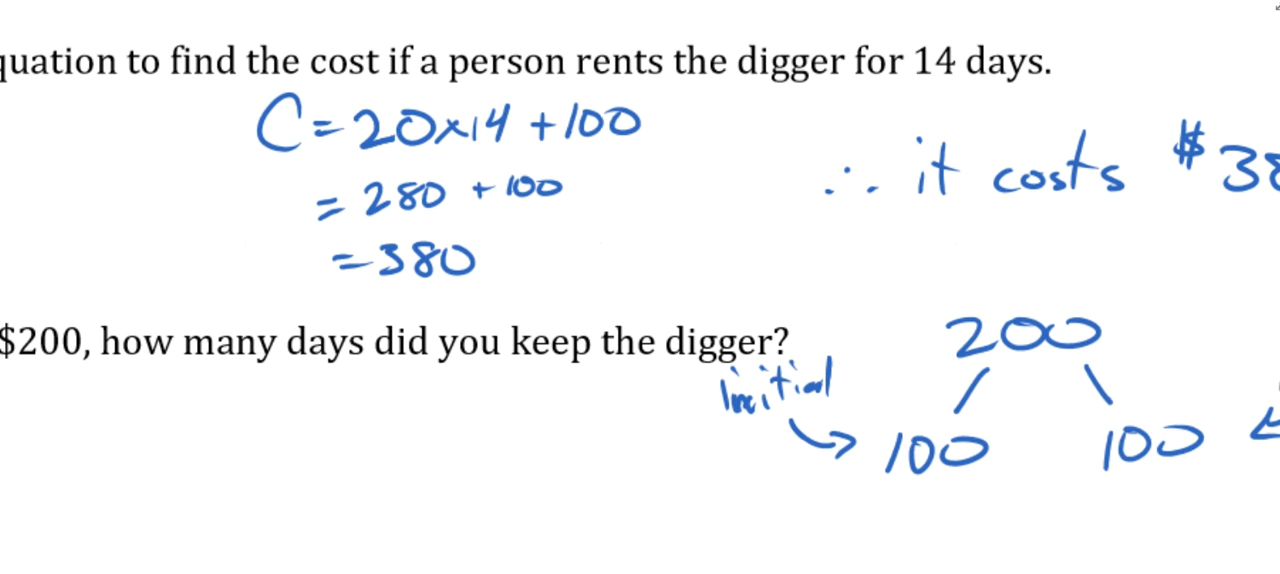 quation to find the cost if a person rents the digger for 14 days.
C = 20 × 14 + 100
= 280 + 100
= 380
∴ it costs $38
$200, how many days did you keep the digger?
200
initial
100 100